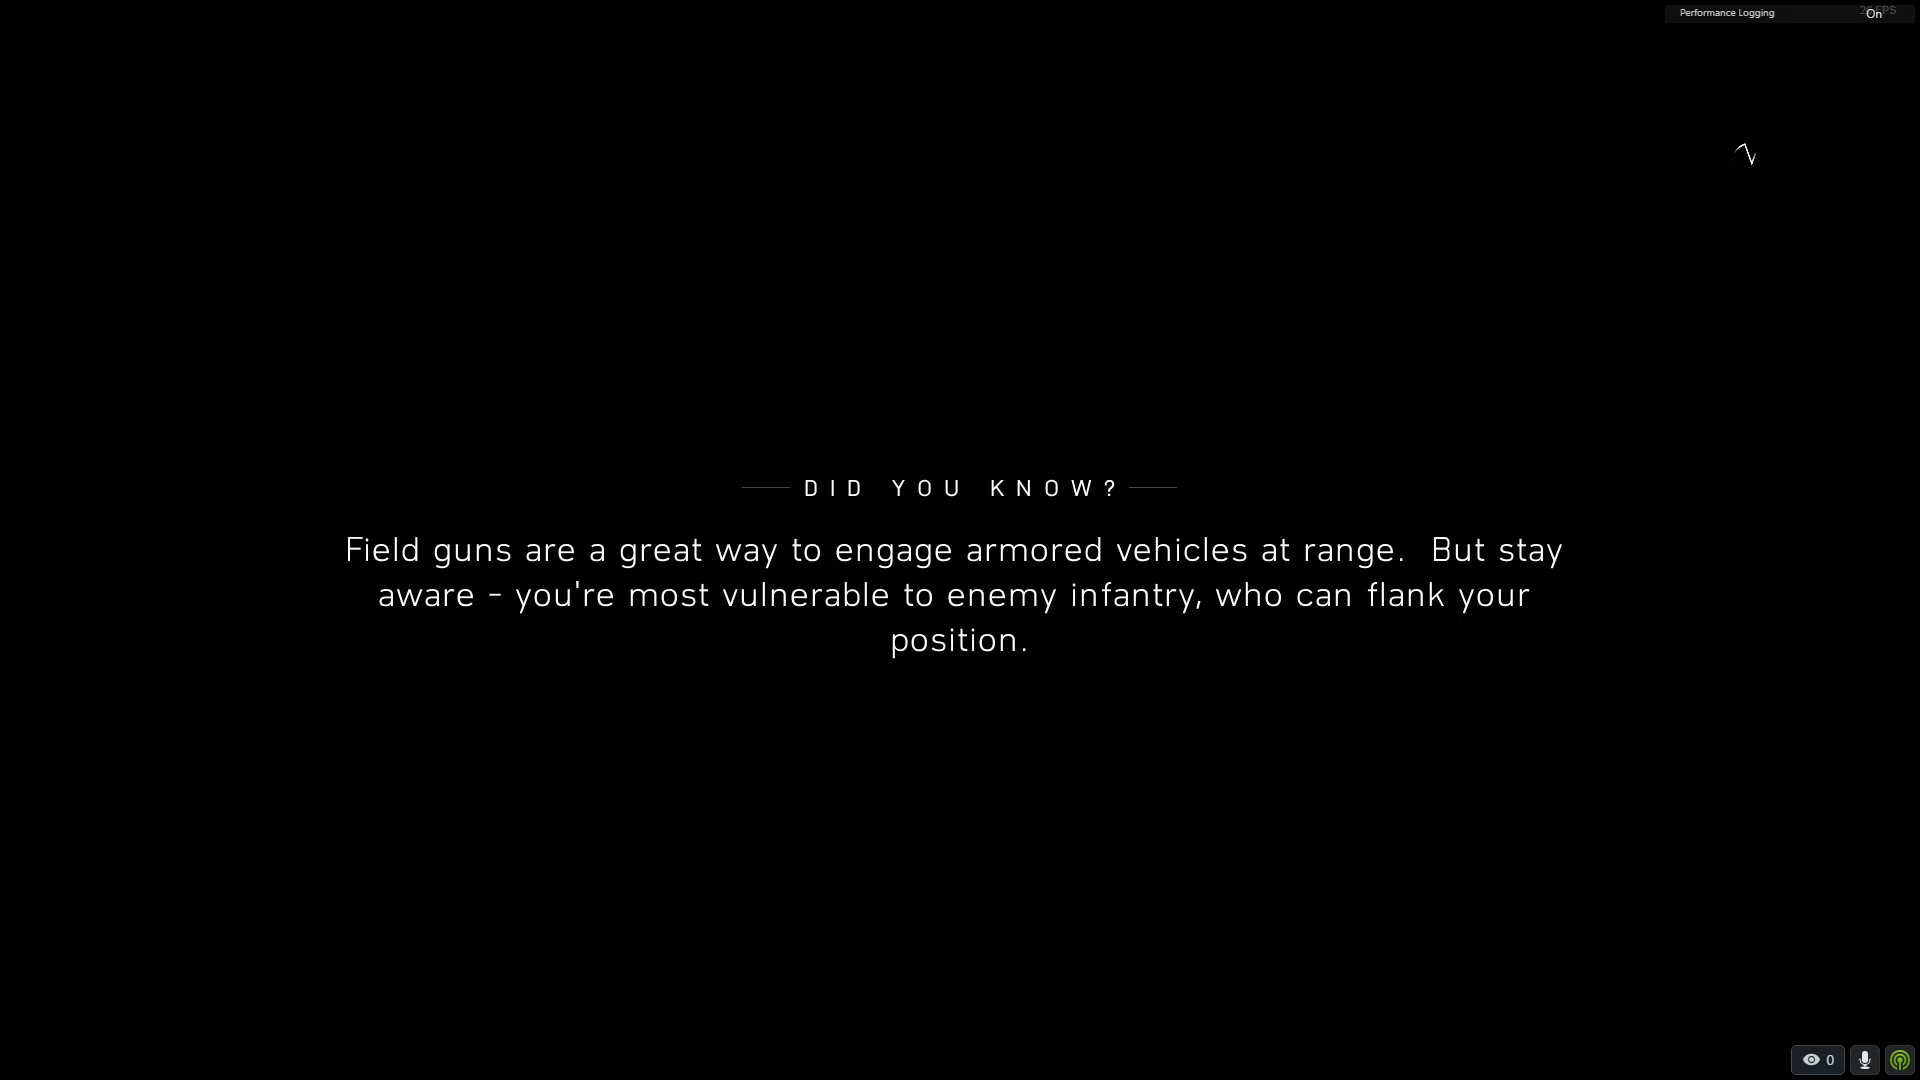 Performance Logging On
DID YOU KNOW?
Field guns are a great way to engage armored vehicles at range.  But stay
aware - you're most vulnerable to enemy infantry, who can flank your
position.
0